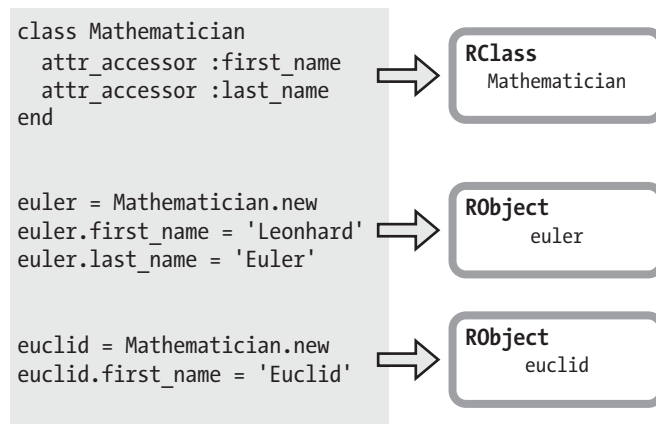 class Mathematician
  attr_accessor :first_name
  attr_accessor :last_name
end
RClass
Mathematician
euler = Mathematician.new
euler.first_name = 'Leonhard'
euler.last_name = 'Euler'
RObject
euler
euclid = Mathematician.new
euclid.first_name = 'Euclid'
RObject
euclid